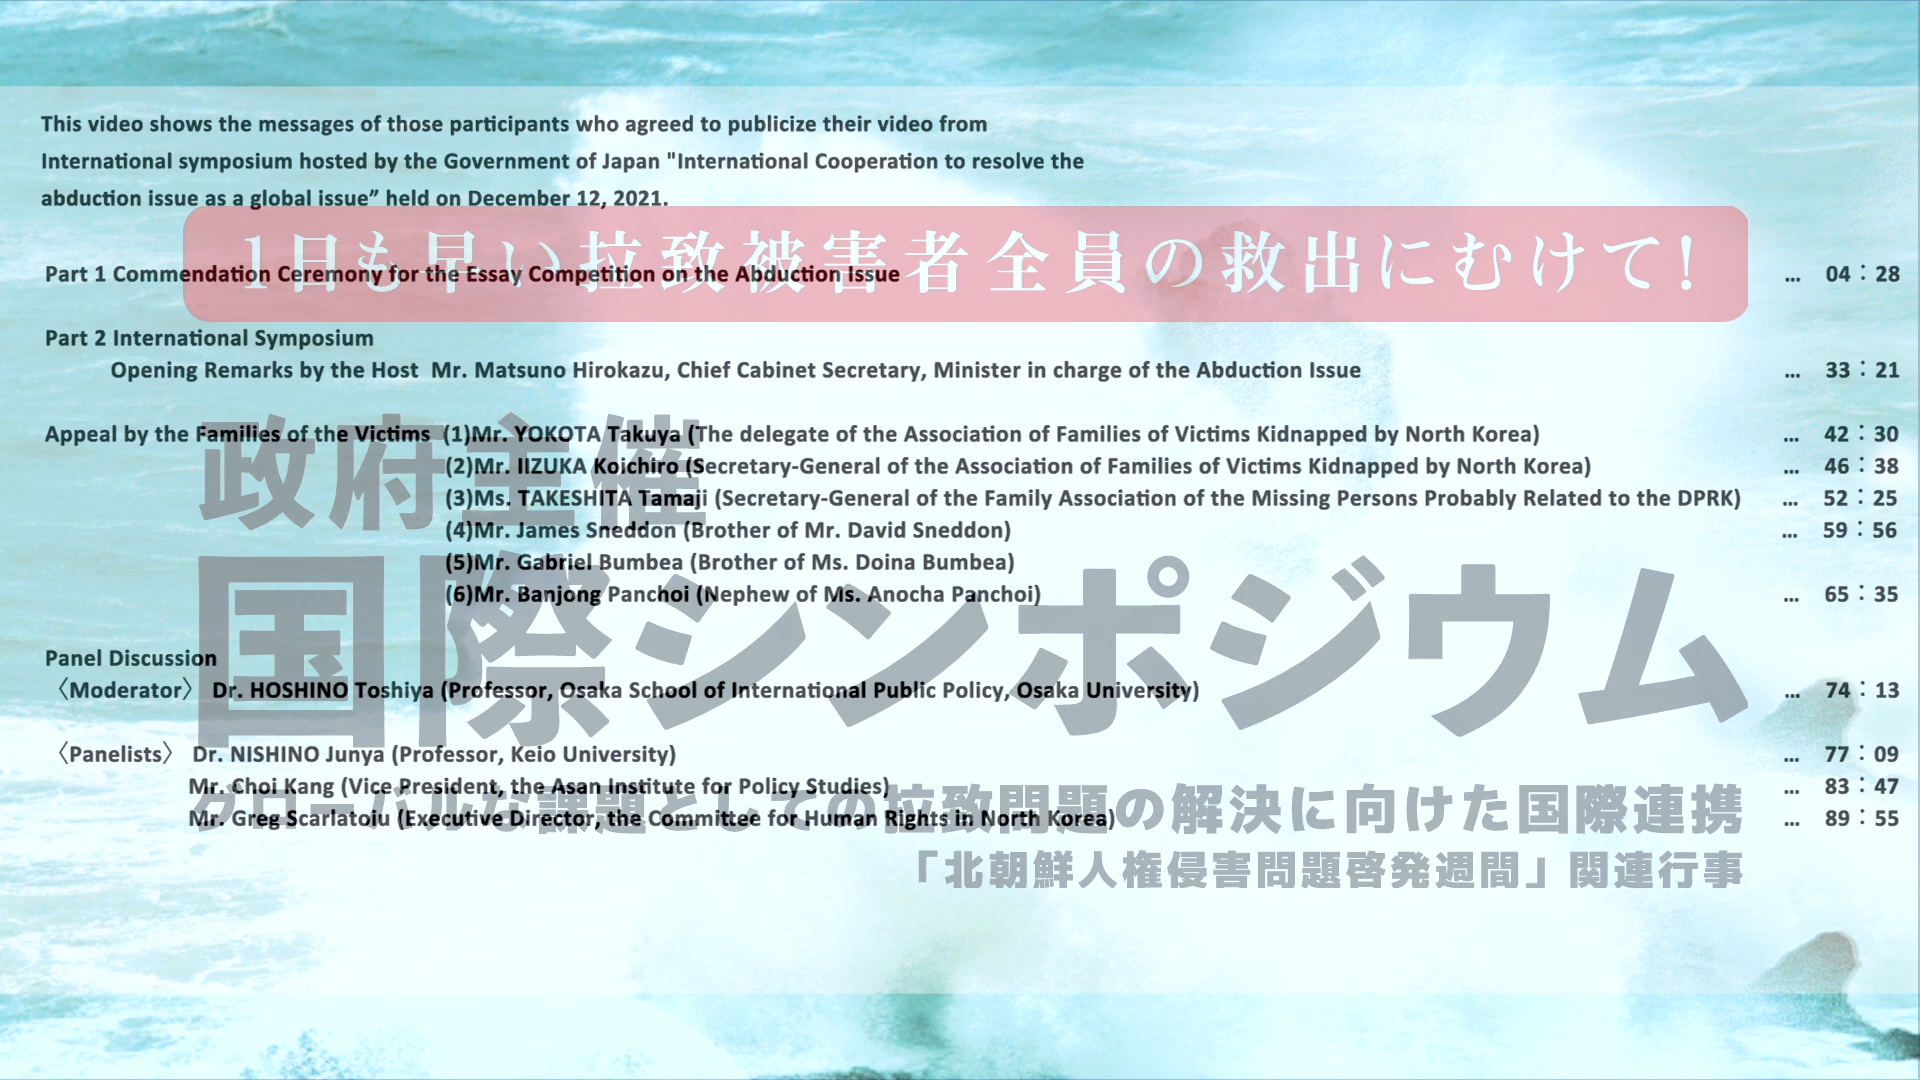 This video shows the messages of those participants who agreed to publicize their video from
International symposium hosted by the Government of Japan "International Cooperation to resolve the
abduction issue as a global issue” held on December 12, 2021.
1日も早い拉致被害者全員の救出にむけて!
Part 1 Commendation Ceremony for the Essay Competition on the Abduction Issue ... 04：28
Part 2 International Symposium
Opening Remarks by the Host Mr. Matsuno Hirokazu, Chief Cabinet Secretary, Minister in charge of the Abduction Issue ... 33：21
政府主催
Appeal by the Families of the Victims (1)Mr. YOKOTA Takuya (The delegate of the Association of Families of Victims Kidnapped by North Korea) ... 42：30
(2)Mr. IIZUKA Koichiro (Secretary-General of the Association of Families of Victims Kidnapped by North Korea) ... 46：38
(3)Ms. TAKESHITA Tamaji (Secretary-General of the Family Association of the Missing Persons Probably Related to the DPRK) ... 52：25
(4)Mr. James Sneddon (Brother of Mr. David Sneddon) ... 59：56
(5)Mr. Gabriel Bumbea (Brother of Ms. Doina Bumbea)
(6)Mr. Banjong Panchoi (Nephew of Ms. Anocha Panchoi) ... 65：35
国際シンポジウム
Panel Discussion
〈Moderator〉 Dr. HOSHINO Toshiya (Professor, Osaka School of International Public Policy, Osaka University) ... 74：13
〈Panelists〉 Dr. NISHINO Junya (Professor, Keio University) ... 77：09
Mr. Choi Kang (Vice President, the Asan Institute for Policy Studies) ... 83：47
Mr. Greg Scarlatoiu (Executive Director, the Committee for Human Rights in North Korea) ... 89：55
グローバルな課題としての拉致問題の解決に向けた国際連携
「北朝鮮人権侵害問題啓発週間」関連行事